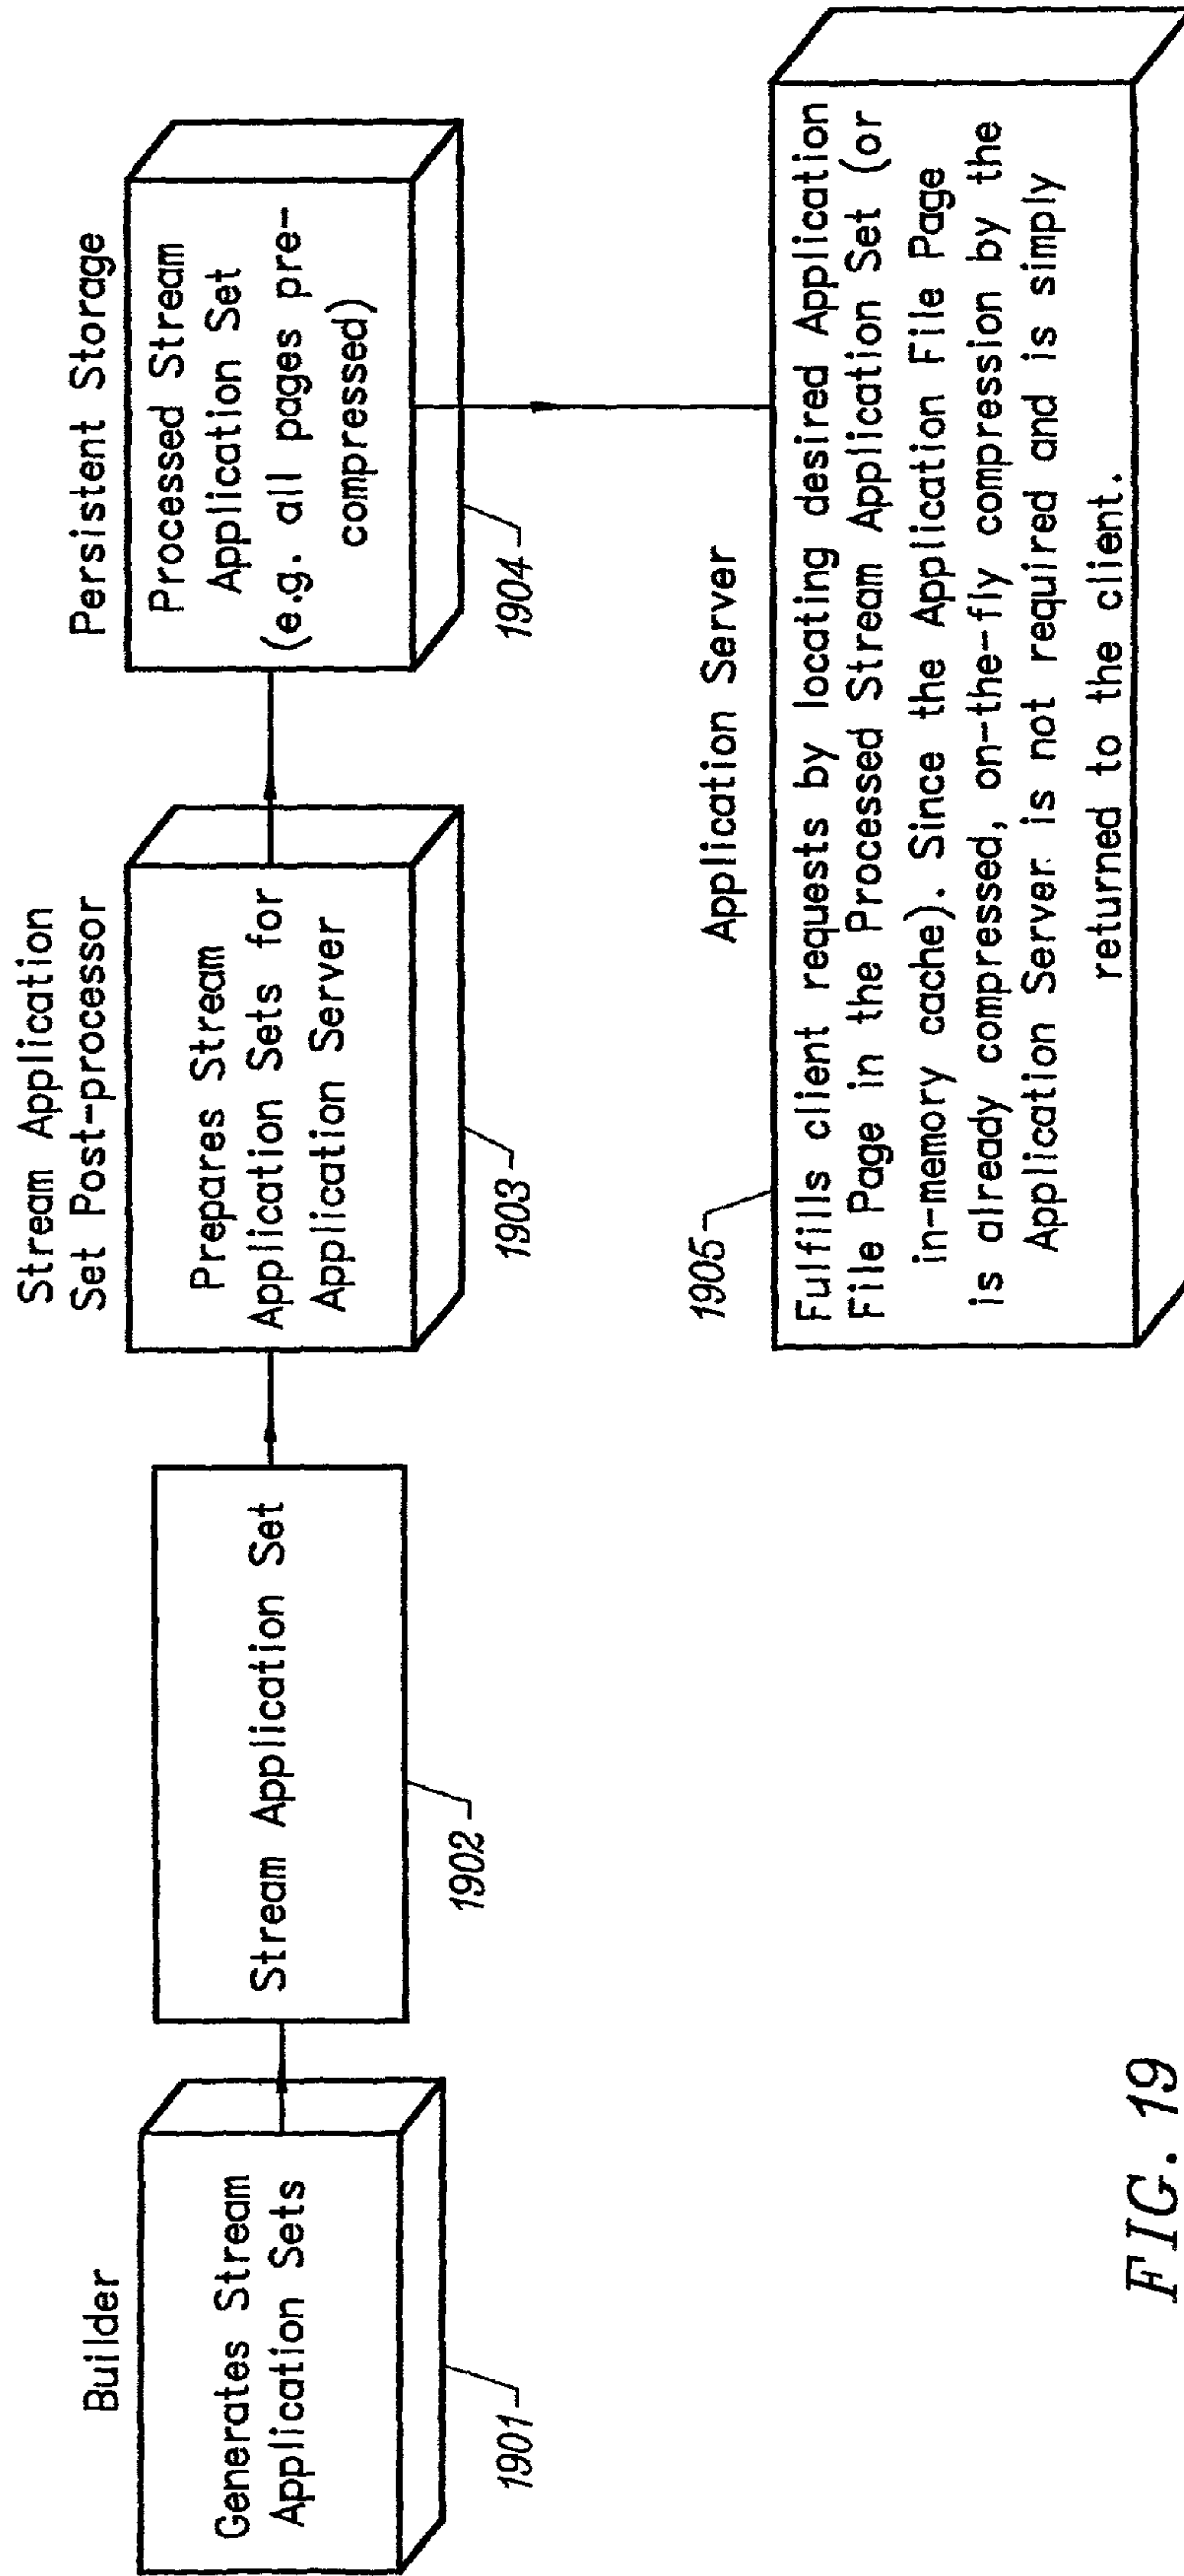 Builder
Generates Stream
Application Sets
1901
Stream Application Set
1902
Stream Application
Set Post-processor
Prepares Stream
Application Sets for
Application Server
1903
Persistent Storage
Processed Stream
Application Set
(e.g. all pages pre-
compressed)
1904
Application Server
1905
Fulfills client requests by locating desired Application
File Page in the Processed Stream Application Set (or
in-memory cache). Since the Application File Page
is already compressed, on-the-fly compression by the
Application Server is not required and is simply
returned to the client.
FIG. 19